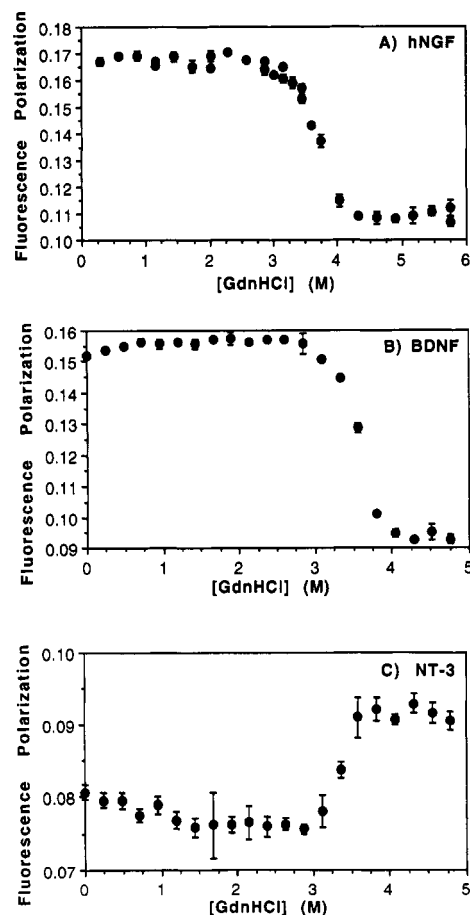 A) hNGF
Fluorescence Polarization
0.18
0.17
0.16
0.15
0.14
0.13
0.12
0.11
0.10
0 1 2 3 4 5 6
[GdnHCl] (M)
B) BDNF
Fluorescence Polarization
0.16
0.15
0.14
0.13
0.12
0.11
0.10
0.09
0 1 2 3 4 5
[GdnHCl] (M)
C) NT-3
Fluorescence Polarization
0.10
0.09
0.08
0.07
0 1 2 3 4 5
[GdnHCl] (M)